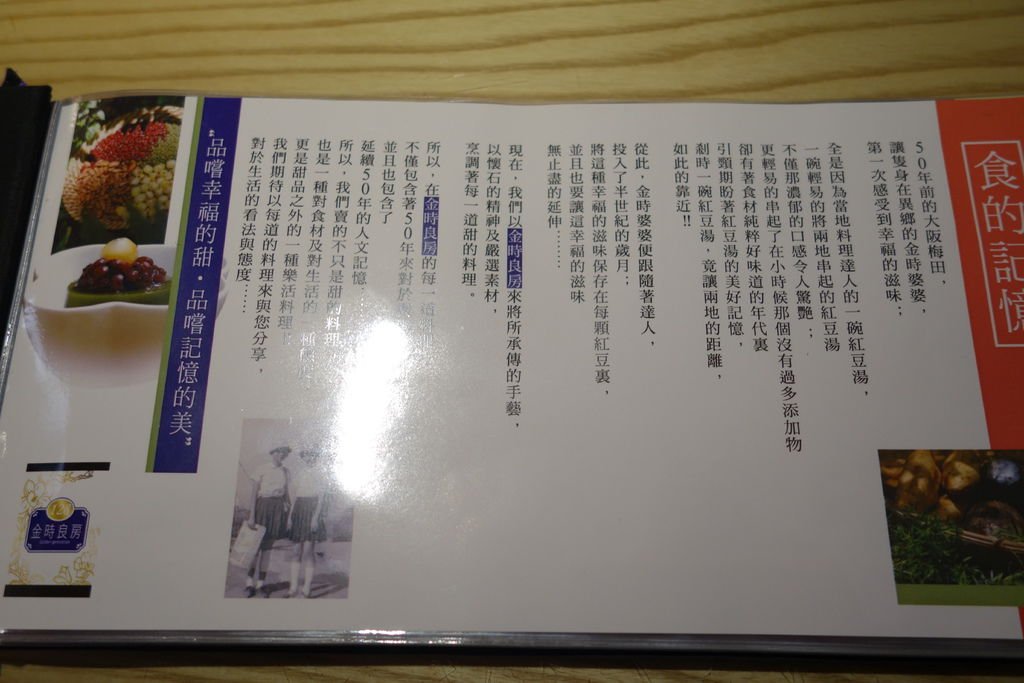 食的記憶
50年前的大阪梅田，
讓隻身在異鄉的金時婆婆，
第一次感受到幸福的滋味；
全是因為當地料理達人的一碗紅豆湯，
一碗輕易的將兩地串起的紅豆湯
不僅那濃郁的口感令人驚艷；
更輕易的串起了在小時候那個沒有過多添加物
卻有著食材純粹好味道的年代裏
引頸期盼著紅豆湯的美好記憶，
剎時一碗紅豆湯，竟讓兩地的距離，
如此的靠近!!
從此，金時婆婆便跟隨著達人，
投入了半世紀的歲月；
將這種幸福的滋味保存在每顆紅豆裏，
並且也要讓這幸福的滋味
無止盡的延伸……
現在，我們以金時良房來將所承傳的手藝，
以懷石的精神及嚴選素材，
烹調著每一道甜的料理。
所以，在金時良房的每一道料理
不僅包含著50年來對於
並且也包含了
延續50年的人文記憶
所以，我們賣的不只是甜的料理
也是一種對食材及對生活的一種態度
更是甜品之外的一種樂活料理
我們期待以每道的料理來與您分享，
對於生活的看法與態度……
“品嚐幸福的甜・品嚐記憶的美”
金時良房